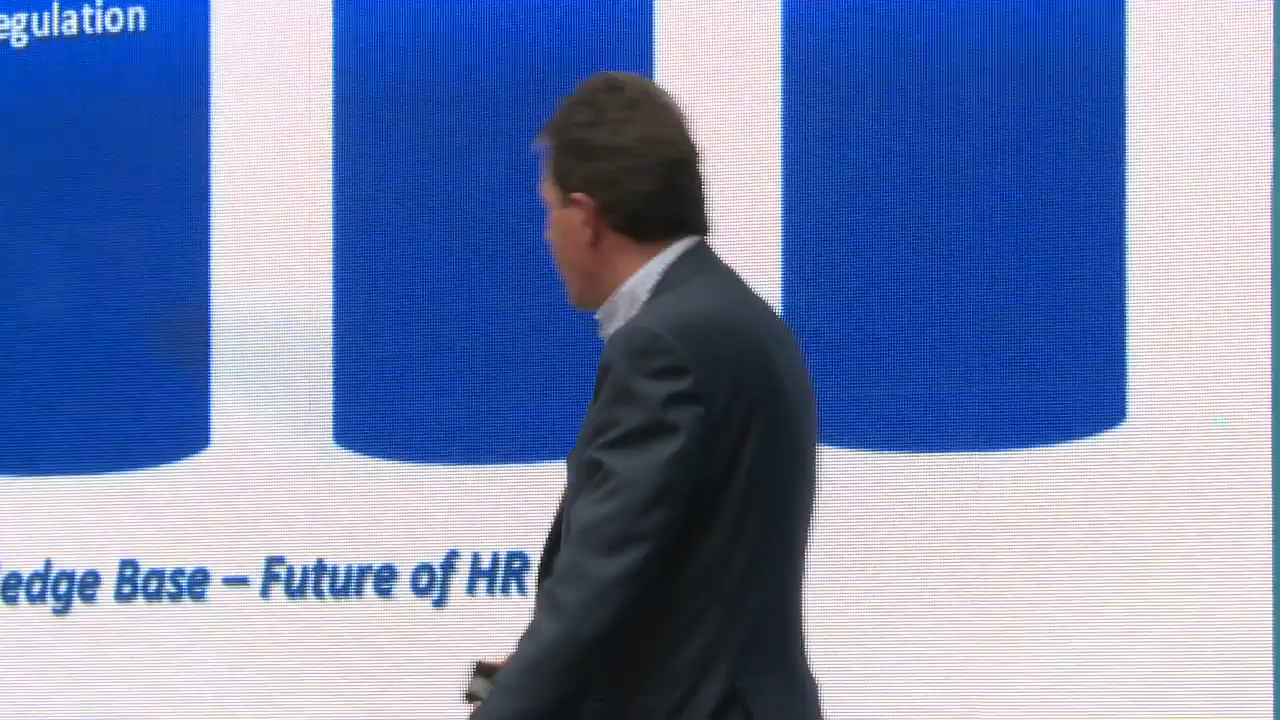 egulation
edge Base – Future of HR